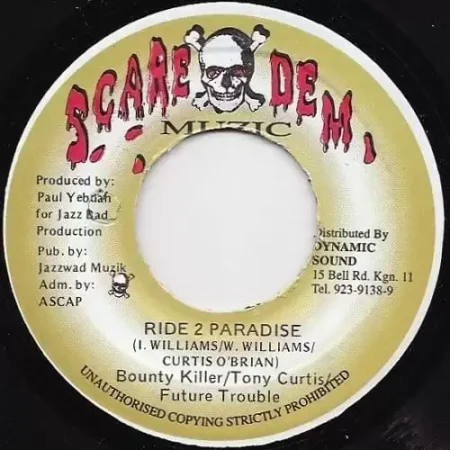 SCARE DEM
MUZIC
Produced by:
Paul Yebuah
for Jazz Bad
Production
Pub. by:
Jazzwad Muzik
Adm. by:
ASCAP
Distributed By
DYNAMIC
SOUND
15 Bell Rd. Kgn. 11
Tel. 923-9138-9
RIDE 2 PARADISE
(I. WILLIAMS/W. WILLIAMS/
CURTIS O'BRIAN)
Bounty Killer/Tony Curtis/
Future Trouble
UNAUTHORISED COPYING STRICTLY PROHIBITED